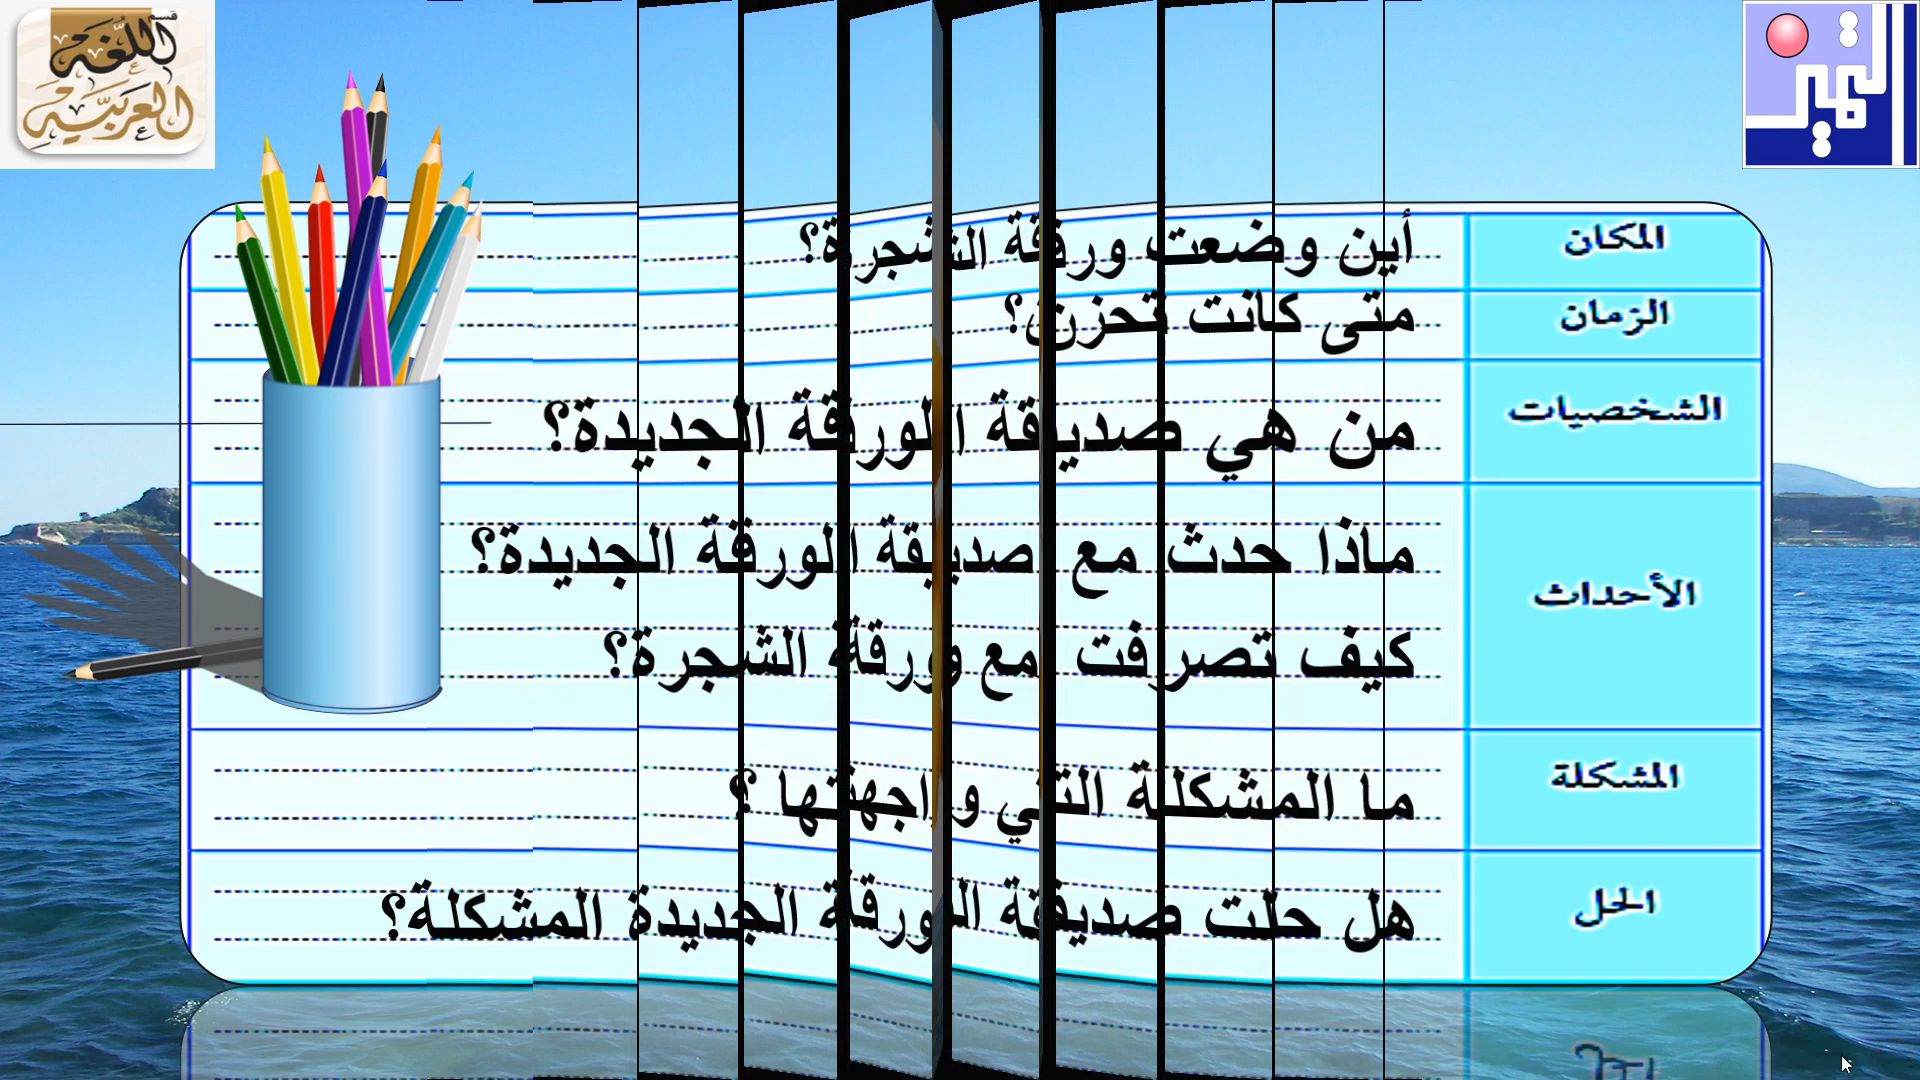 قسم
اللغة
العربية
التميز
المكان
أين وضعت ورقة الشجرة؟
الزمان
متى كانت تحزن؟
الشخصيات
من هي صديقة الورقة الجديدة؟
الأحداث
ماذا حدث مع صديقة الورقة الجديدة؟
كيف تصرفت مع ورقة الشجرة؟
المشكلة
ما المشكلة التي واجهتها ؟
الحل
هل حلت صديقة الورقة الجديدة المشكلة؟